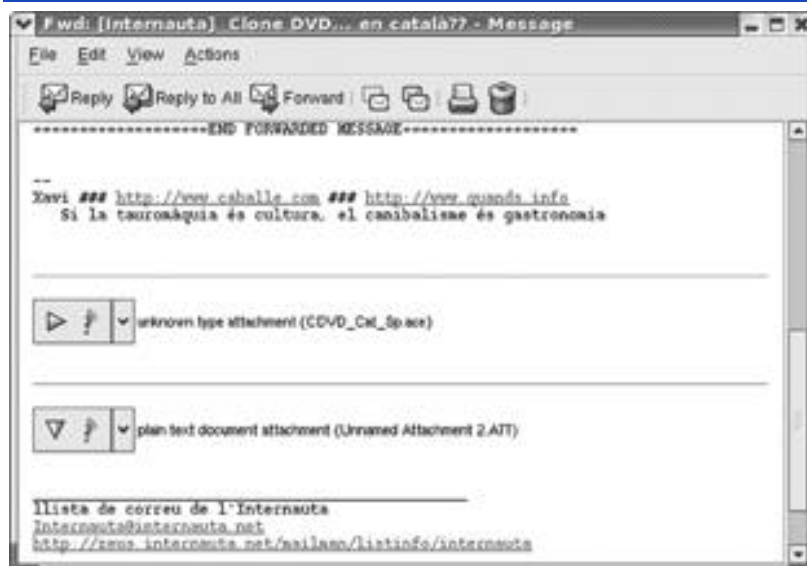 Fwd: [Internauta] Clone DVD... en català?? - Message
File Edit View Actions
Reply Reply to All Forward
*******************END FORWARDED MESSAGE*******************
--
Xavi ### http://www.caballe.com ### http://www.quands.info
Si la tauromàquia és cultura, el canibalisme és gastronomia
unknown type attachment (CDVD_Cat_Sp.ace)
plain text document attachment (Unnamed Attachment 2.ATT)
llista de correu de l'Internauta
Internauta@internauta.net
http://zeus.internauta.net/mailman/listinfo/internauta